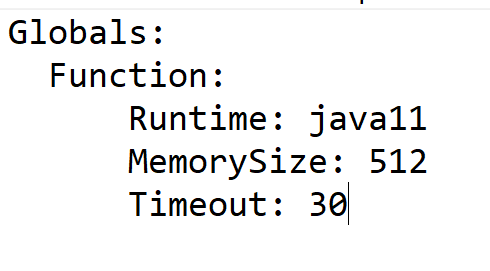 Globals:
  Function:
      Runtime: java11
      MemorySize: 512
      Timeout: 30